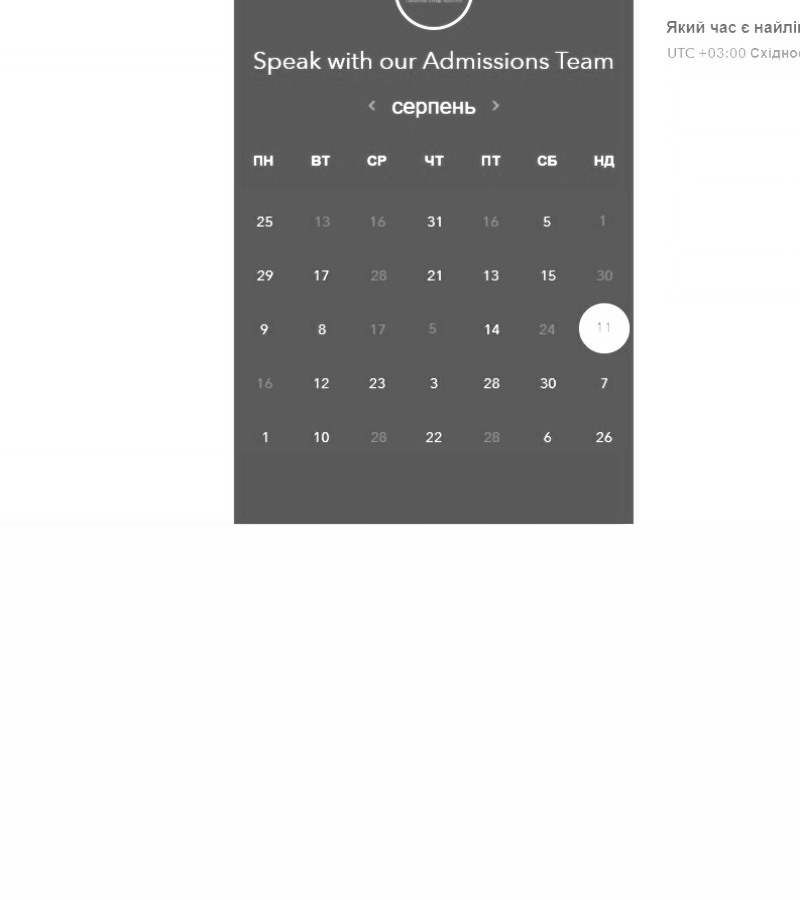 Speak with our Admissions Team
< серпень >
ПН ВТ СР ЧТ ПТ СБ НД
25 13 16 31 16 5 1
29 17 28 21 13 15 30
9 8 17 5 14 24 11
16 12 23 3 28 30 7
1 10 28 22 28 6 26
Який час є найлі
UTC +03:00 Східно